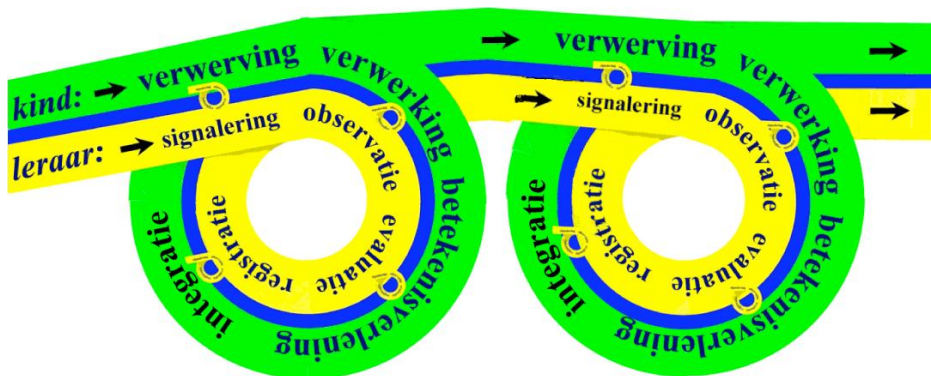 kind: verwerving verwerking betekenisverlening integratie
leraar: signalering observatie evaluatie registratie
verwerving verwerking betekenisverlening integratie
signalering observatie evaluatie registratie